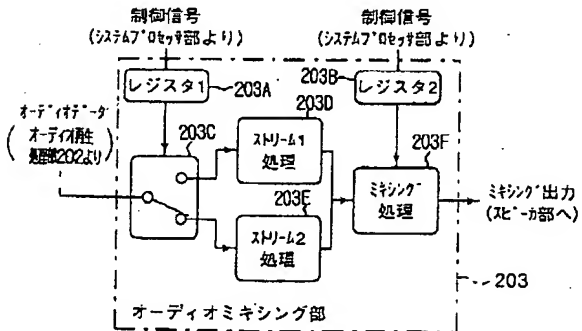 制御信号
(システムプロセッサ部より)
制御信号
(システムプロセッサ部より)
レジスタ1
203A
203B
レジスタ2
オーディオデータ
(オーディオ再生
処理部202より)
203C
203D
ストリーム1
処理
203E
ストリーム2
処理
203F
ミキシング
処理
ミキシング出力
(スピーカ部へ)
203
オーディオミキシング部